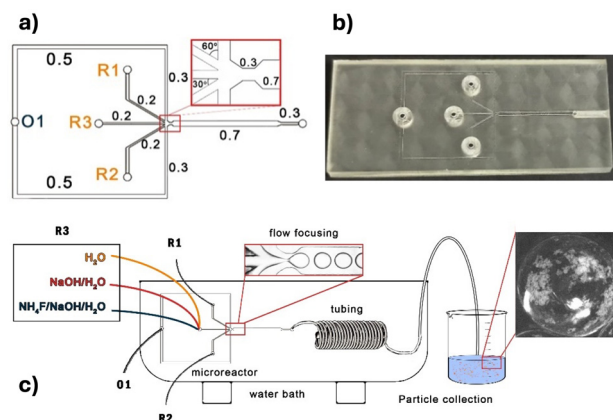 a)
b)
0.5
R1
0.3
60°
30°
0.3
0.7
0.2
O1
R3
0.2
0.7
0.2
R2
0.3
0.5
R3
H₂O
NaOH/H₂O
NH₄F/NaOH/H₂O
R1
flow focusing
tubing
O1
microreactor
R2
water bath
Particle collection
c)